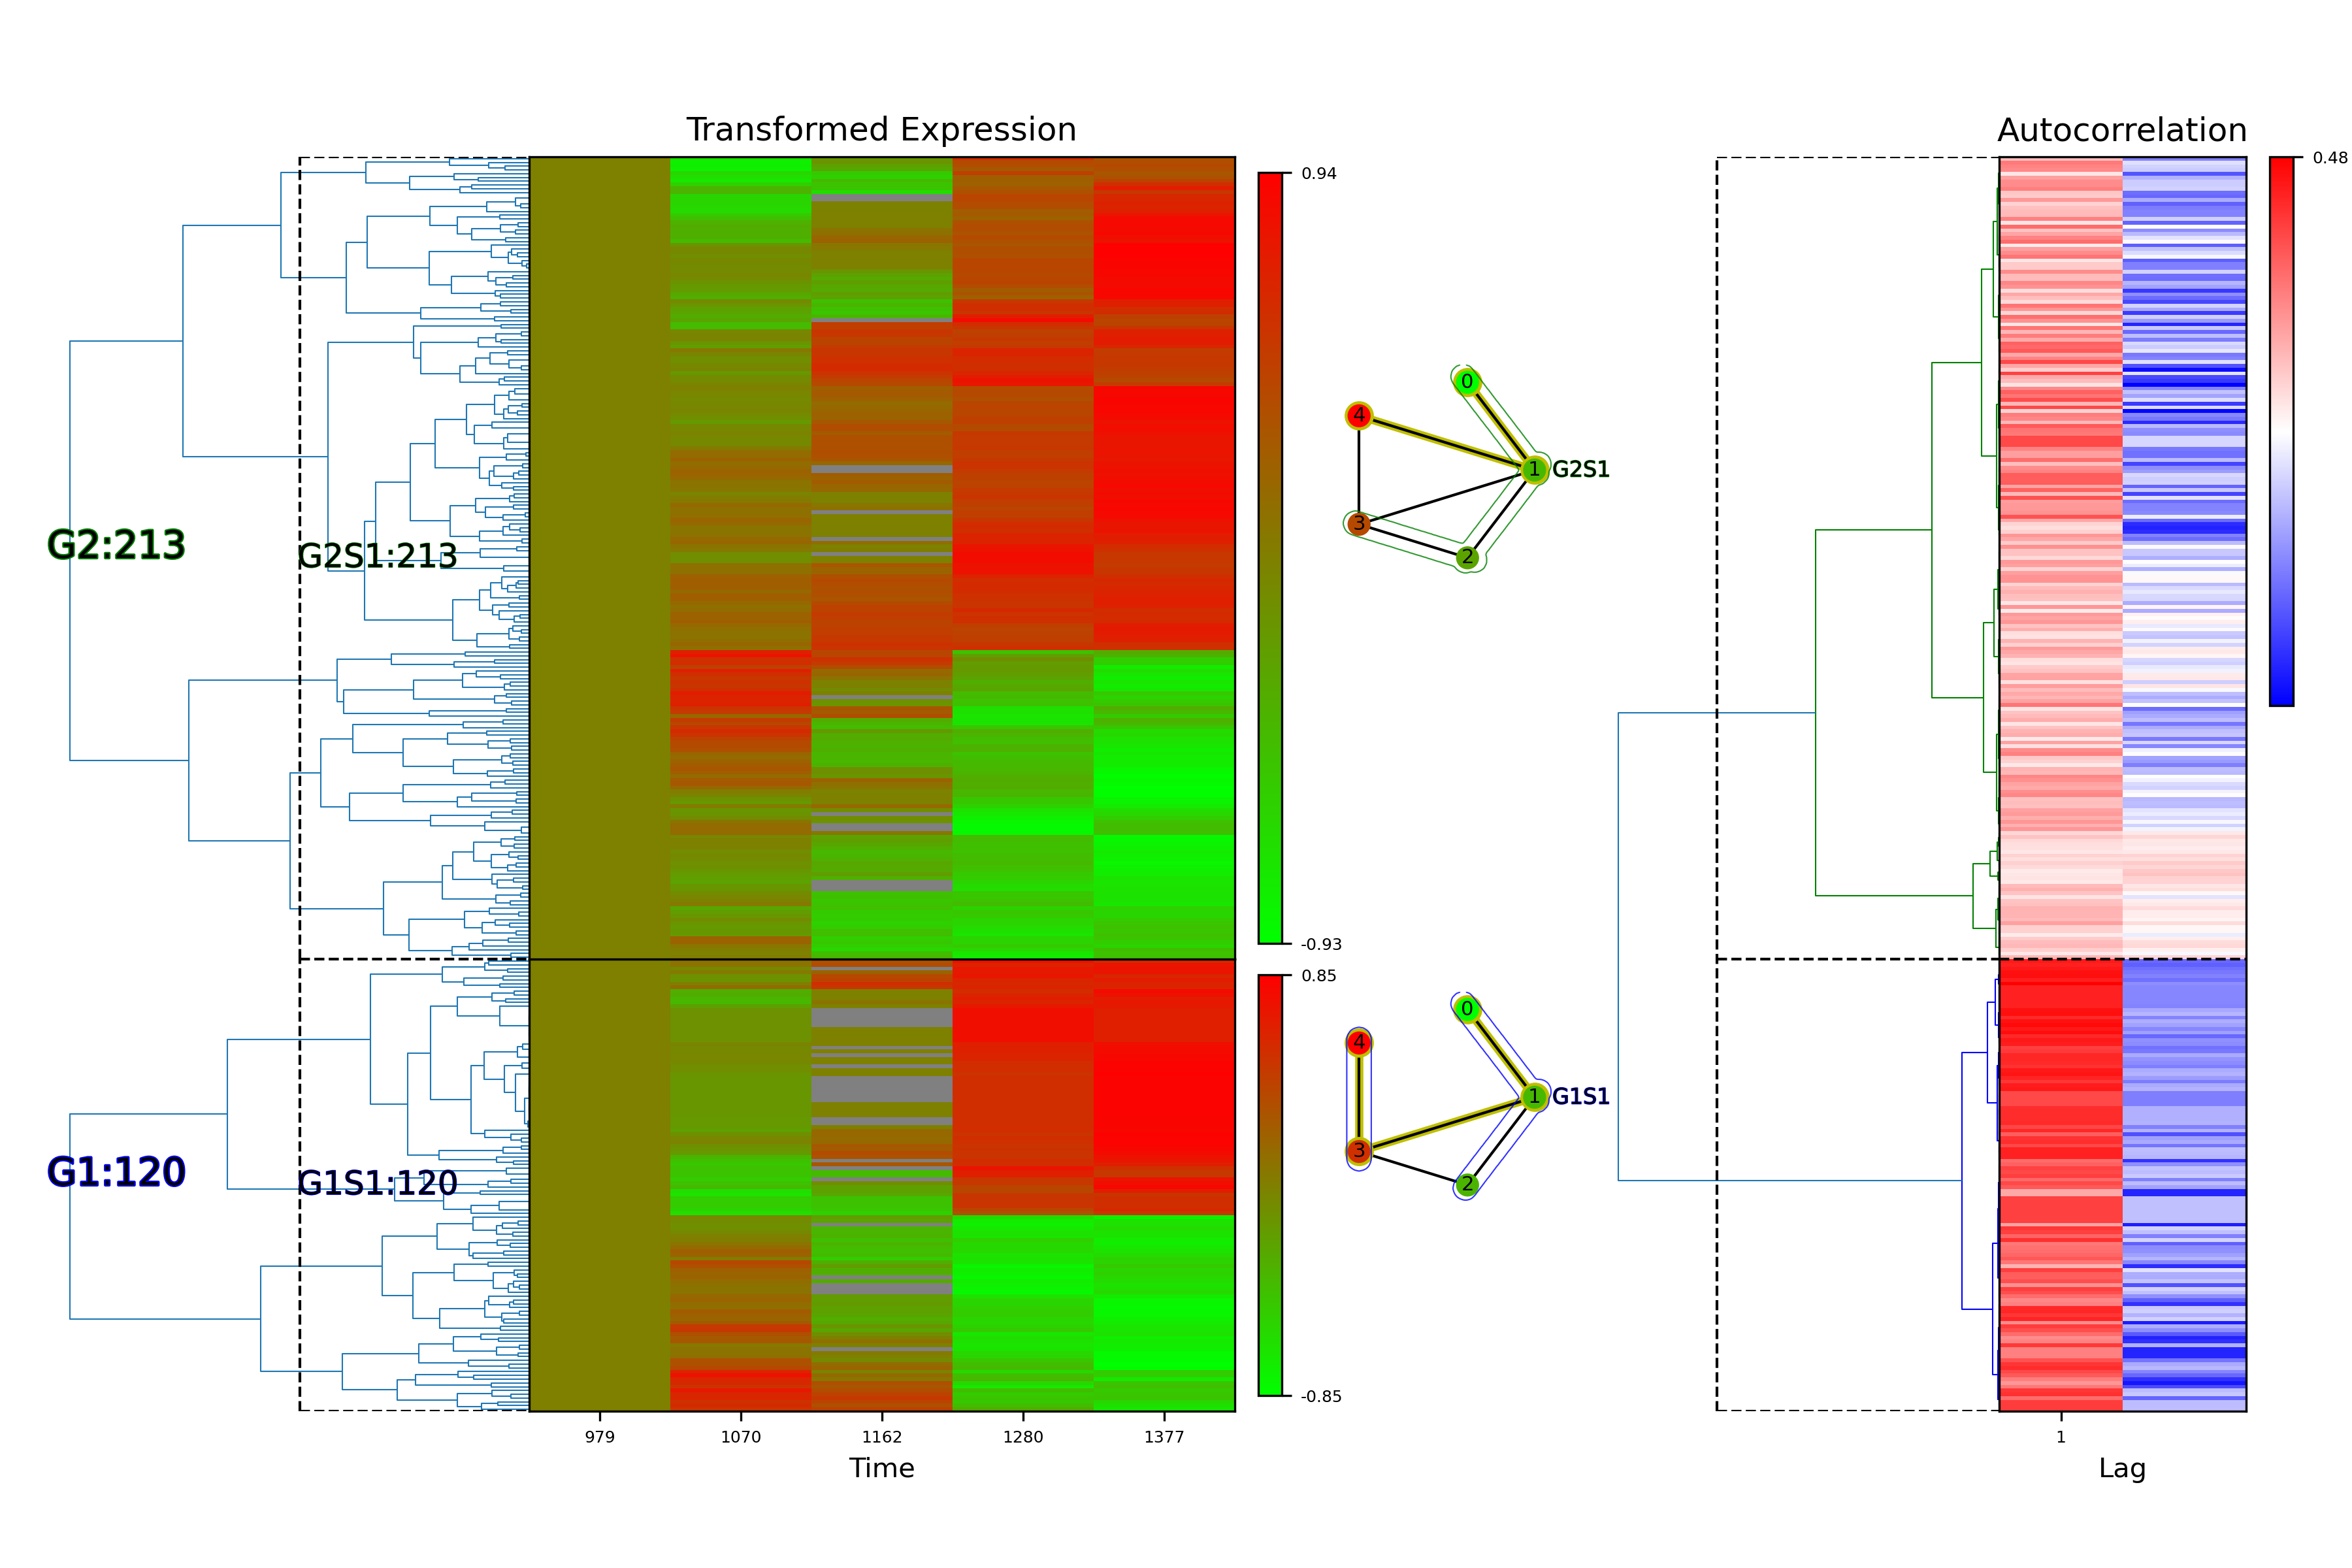 Transformed Expression
Autocorrelation
0.94
-0.93
0.48
G2:213
G2S1:213
0
4
1
G2S1
3
2
0.85
-0.85
G1:120
G1S1:120
0
4
1
G1S1
3
2
979 1070 1162 1280 1377
Time
1
Lag